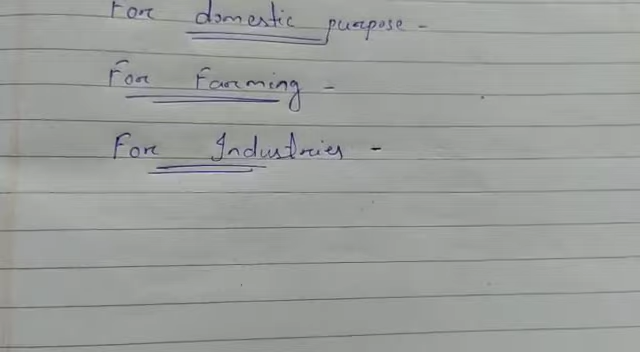 For domestic purpose -
For Farming -
For Industries -